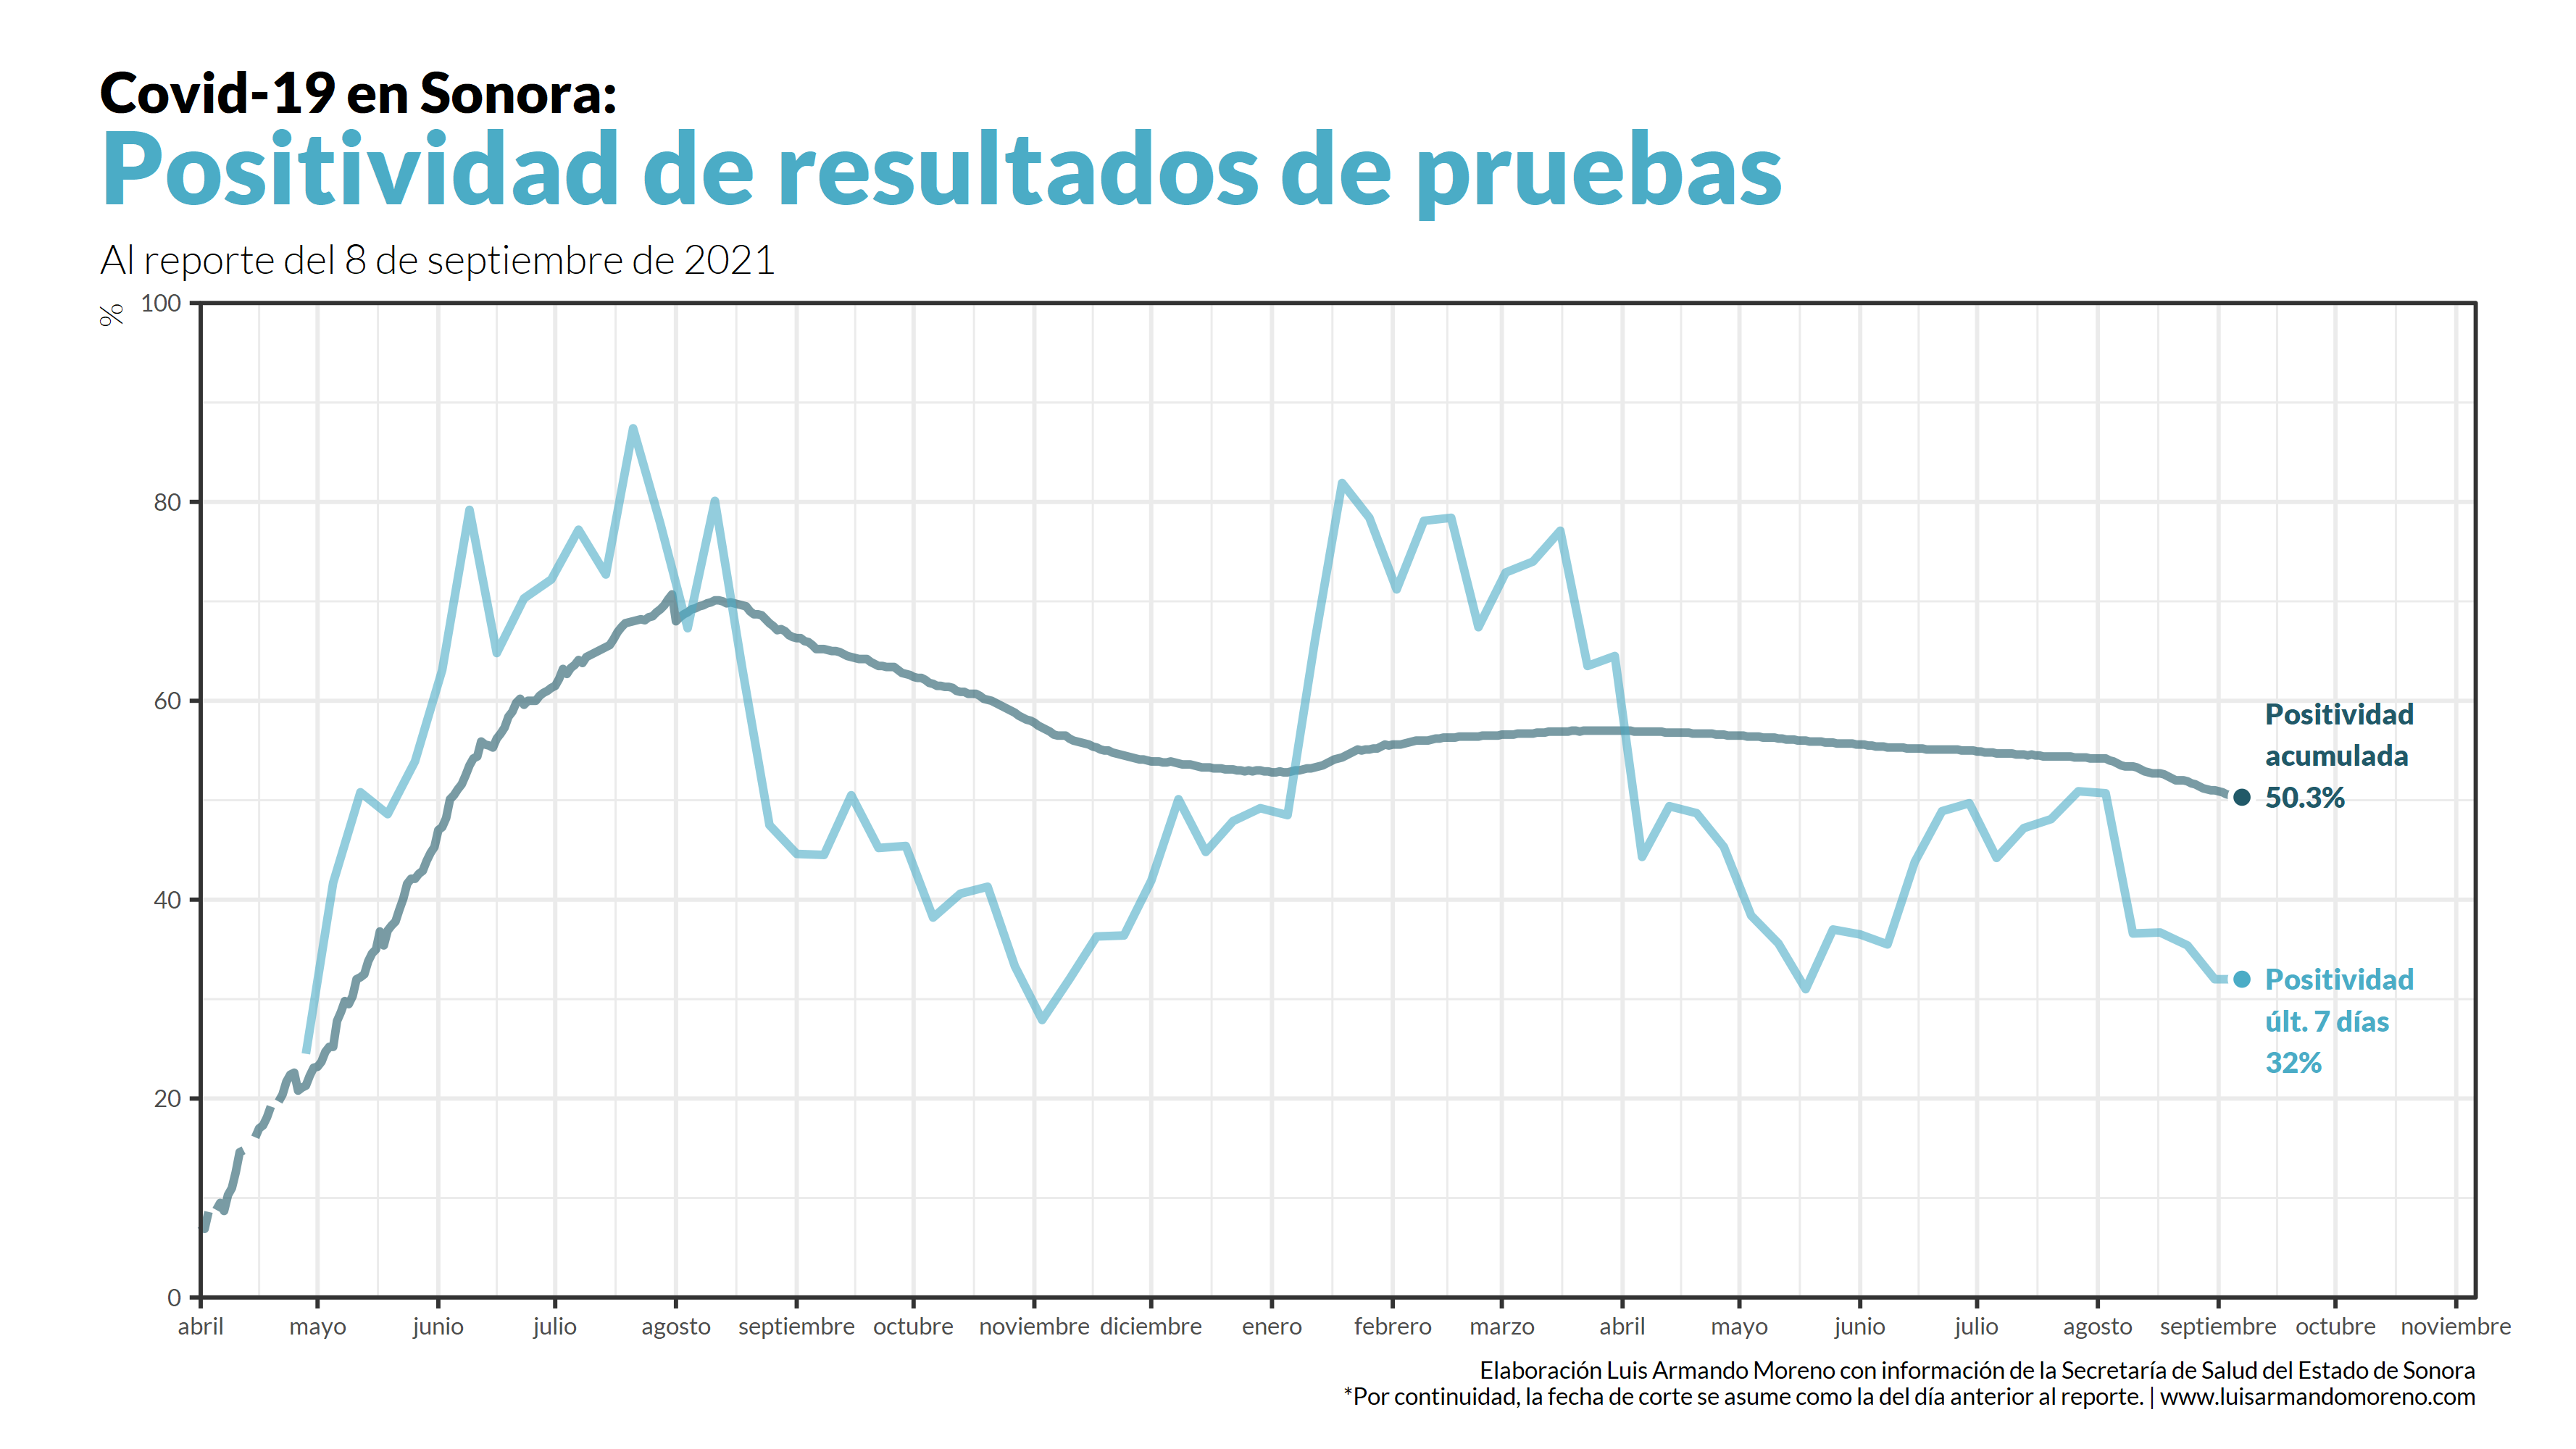 Covid-19 en Sonora:
Positividad de resultados de pruebas
Al reporte del 8 de septiembre de 2021
%
100
80
60
40
20
0
Positividad
acumulada
50.3%
Positividad
últ. 7 días
32%
abril mayo junio julio agosto septiembre octubre noviembre diciembre enero febrero marzo abril mayo junio julio agosto septiembre octubre noviembre
Elaboración Luis Armando Moreno con información de la Secretaría de Salud del Estado de Sonora
*Por continuidad, la fecha de corte se asume como la del día anterior al reporte. | www.luisarmandomoreno.com